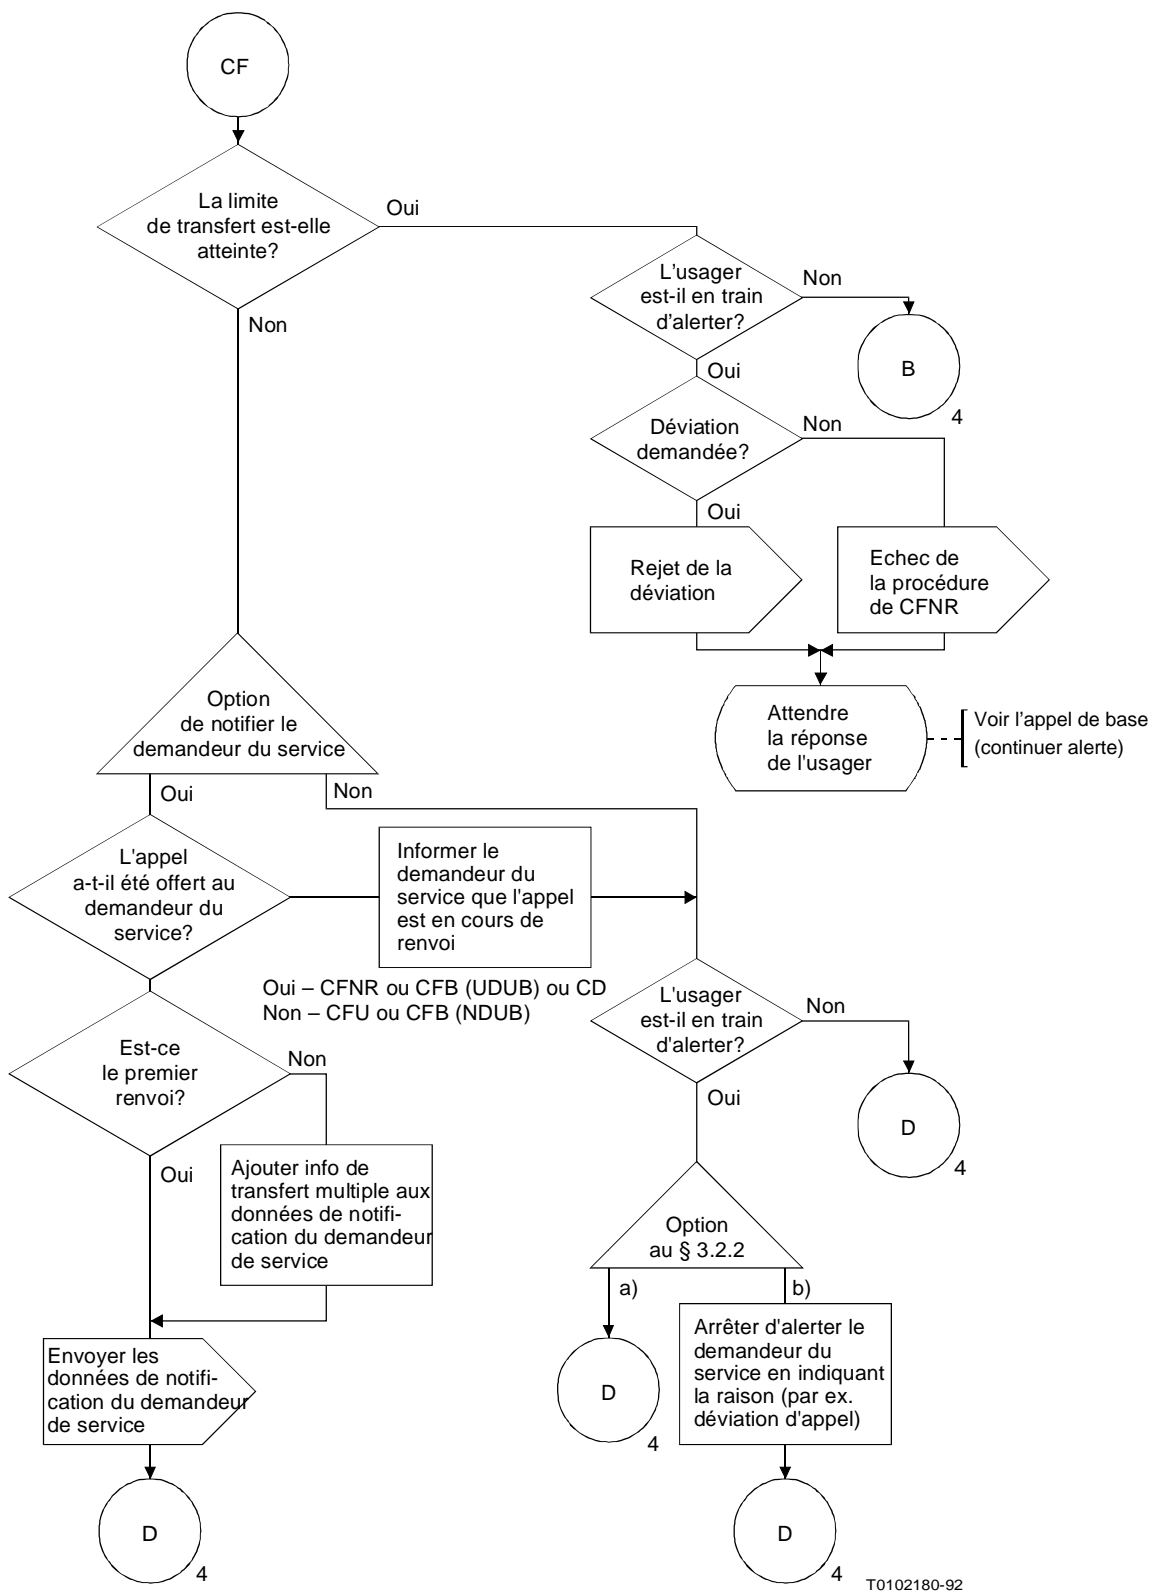 CF
La limite
de transfert est-elle
atteinte?
Oui
Non
L'usager
est-il en train
d'alerter?
Non
B
4
Oui
Déviation
demandée?
Non
Oui
Rejet de la
déviation
Echec de
la procédure
de CFNR
Attendre
la réponse
de l'usager
Voir l'appel de base
(continuer alerte)
Option
de notifier le
demandeur du service
Oui
Non
L'appel
a-t-il été offert au
demandeur du
service?
Informer le
demandeur du
service que l'appel
est en cours de
renvoi
Oui – CFNR ou CFB (UDUB) ou CD
Non – CFU ou CFB (NDUB)
L'usager
est-il en train
d'alerter?
Non
D
4
Oui
Est-ce
le premier
renvoi?
Non
Oui
Ajouter info de
transfert multiple aux
données de notifi-
cation du demandeur
de service
Option
au § 3.2.2
a)
b)
D
4
Arrêter d'alerter le
demandeur du
service en indiquant
la raison (par ex.
déviation d'appel)
Envoyer les
données de notifi-
cation du demandeur
de service
D
4
D
4
T0102180-92